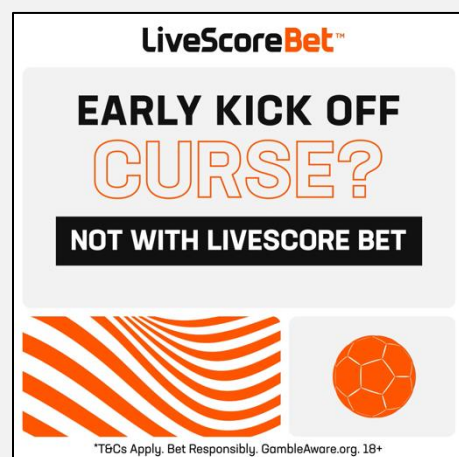 LiveScoreBet™
EARLY KICK OFF
CURSE?
NOT WITH LIVESCORE BET
*T&Cs Apply. Bet Responsibly. GambleAware.org. 18+